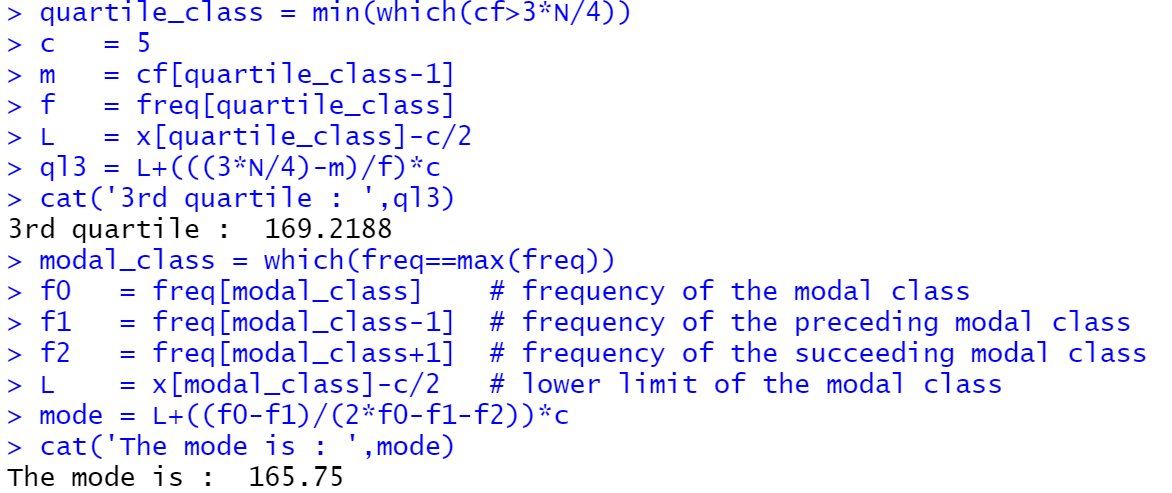 > quartile_class = min(which(cf>3*N/4))
> c   = 5
> m   = cf[quartile_class-1]
> f   = freq[quartile_class]
> L   = x[quartile_class]-c/2
> ql3 = L+(((3*N/4)-m)/f)*c
> cat('3rd quartile : ',ql3)
3rd quartile :  169.2188
> modal_class = which(freq==max(freq))
> f0   = freq[modal_class]    # frequency of the modal class
> f1   = freq[modal_class-1]  # frequency of the preceding modal class
> f2   = freq[modal_class+1]  # frequency of the succeeding modal class
> L    = x[modal_class]-c/2   # lower limit of the modal class
> mode = L+((f0-f1)/(2*f0-f1-f2))*c
> cat('The mode is : ',mode)
The mode is :  165.75